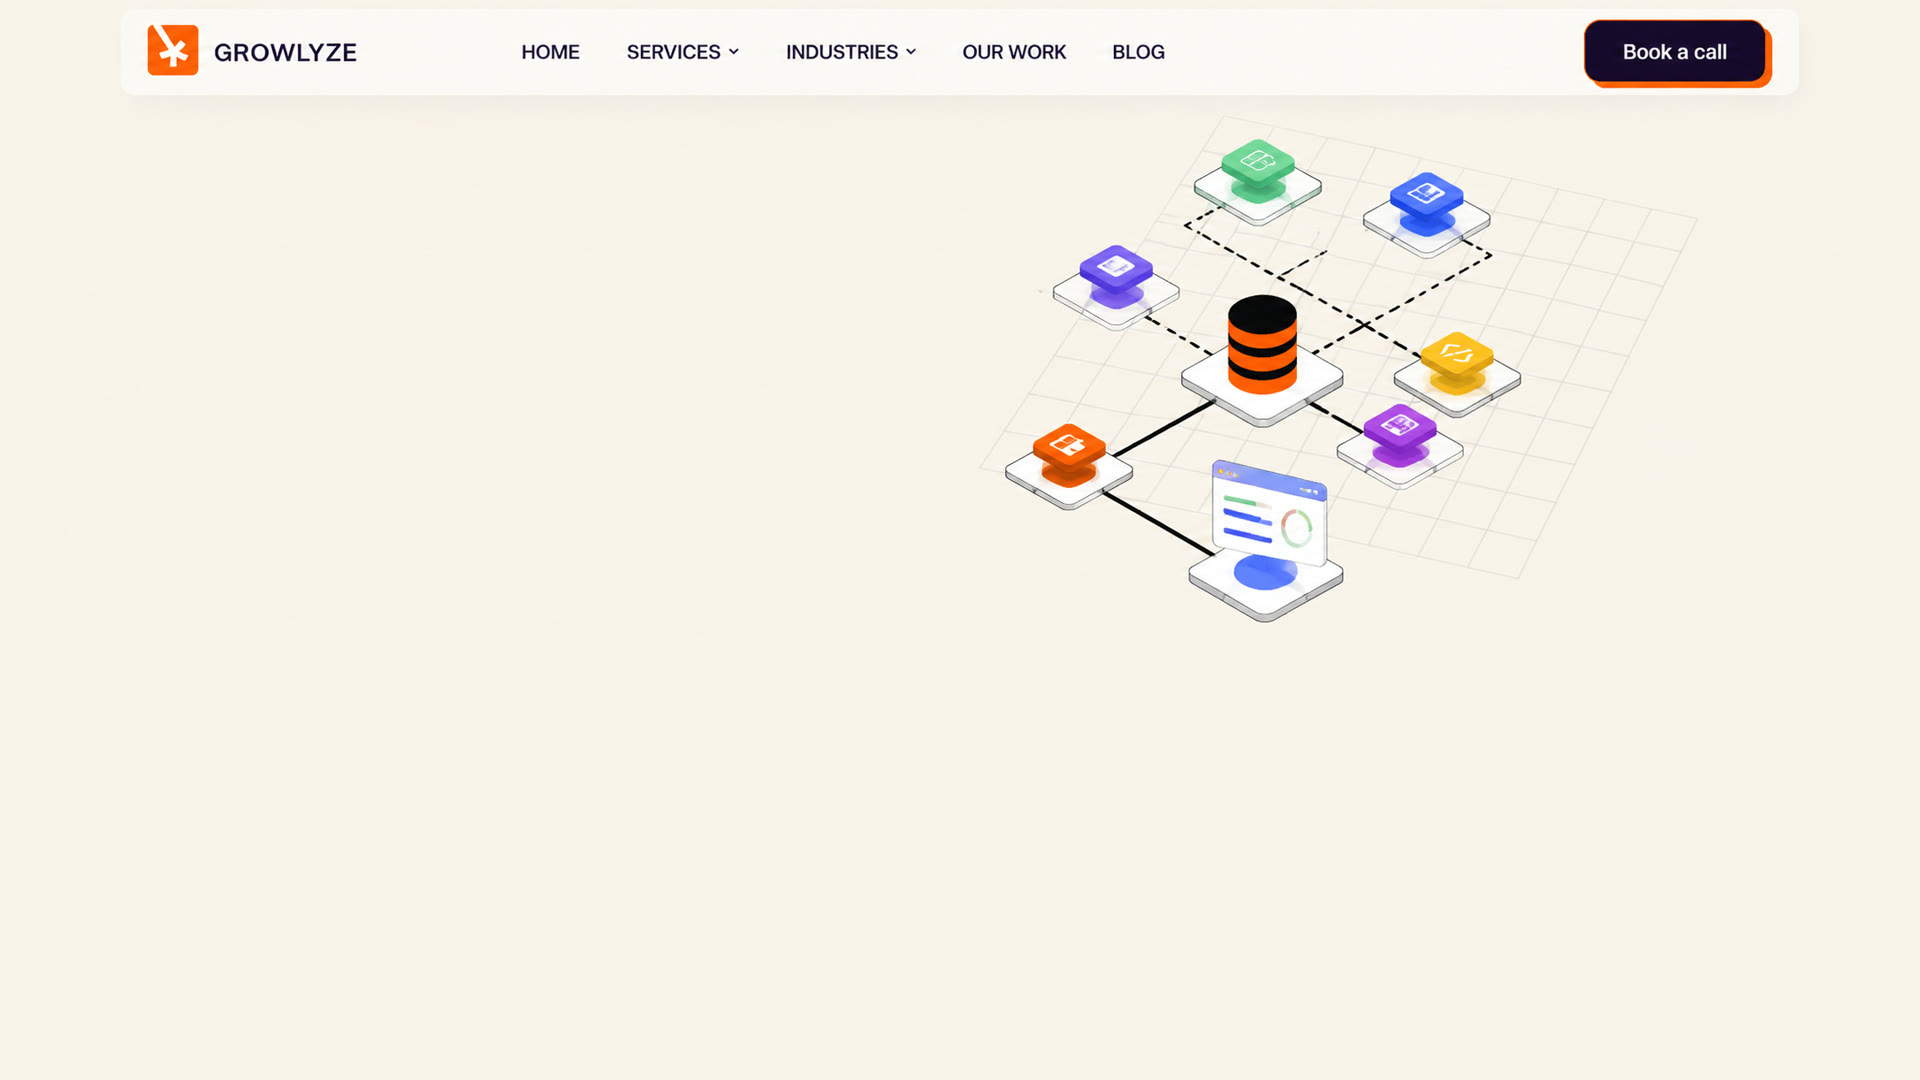 GROWLYZE
HOME
SERVICES
INDUSTRIES
OUR WORK
BLOG
Book a call